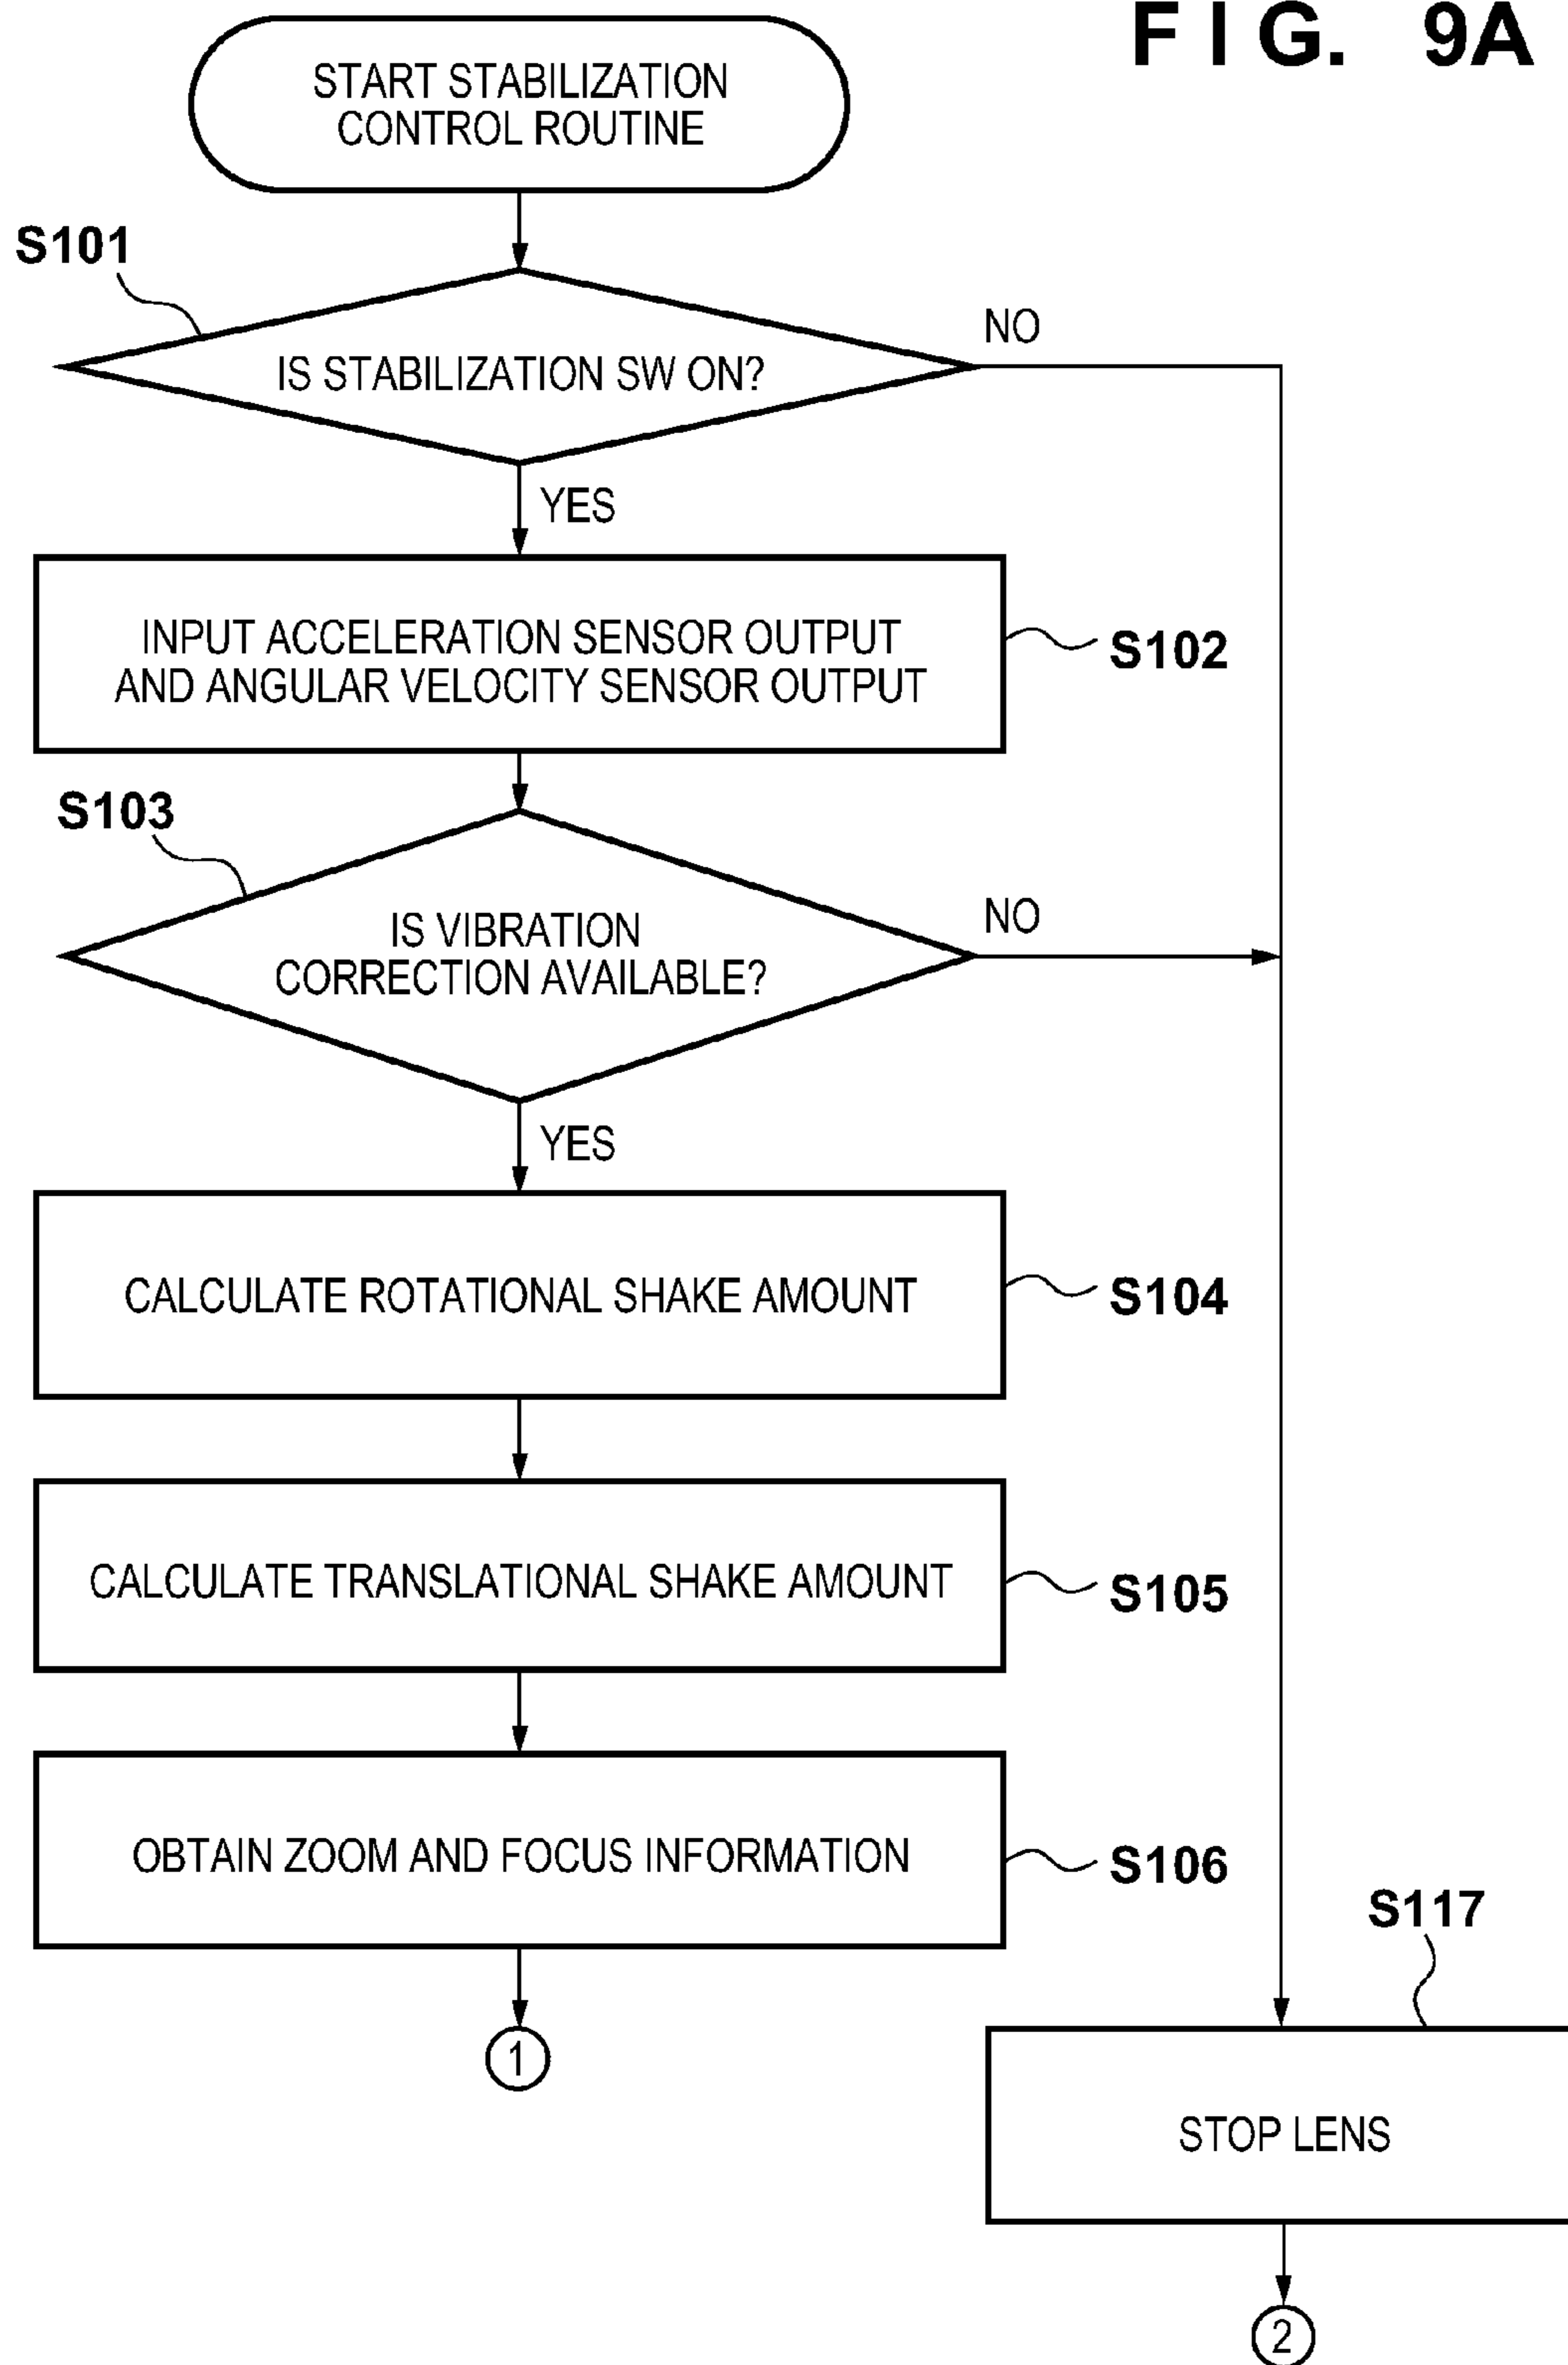 FIG. 9A
START STABILIZATION
CONTROL ROUTINE
S101
IS STABILIZATION SW ON?
NO
YES
INPUT ACCELERATION SENSOR OUTPUT
AND ANGULAR VELOCITY SENSOR OUTPUT
S102
S103
IS VIBRATION
CORRECTION AVAILABLE?
NO
YES
CALCULATE ROTATIONAL SHAKE AMOUNT
S104
CALCULATE TRANSLATIONAL SHAKE AMOUNT
S105
OBTAIN ZOOM AND FOCUS INFORMATION
S106
S117
1
STOP LENS
2